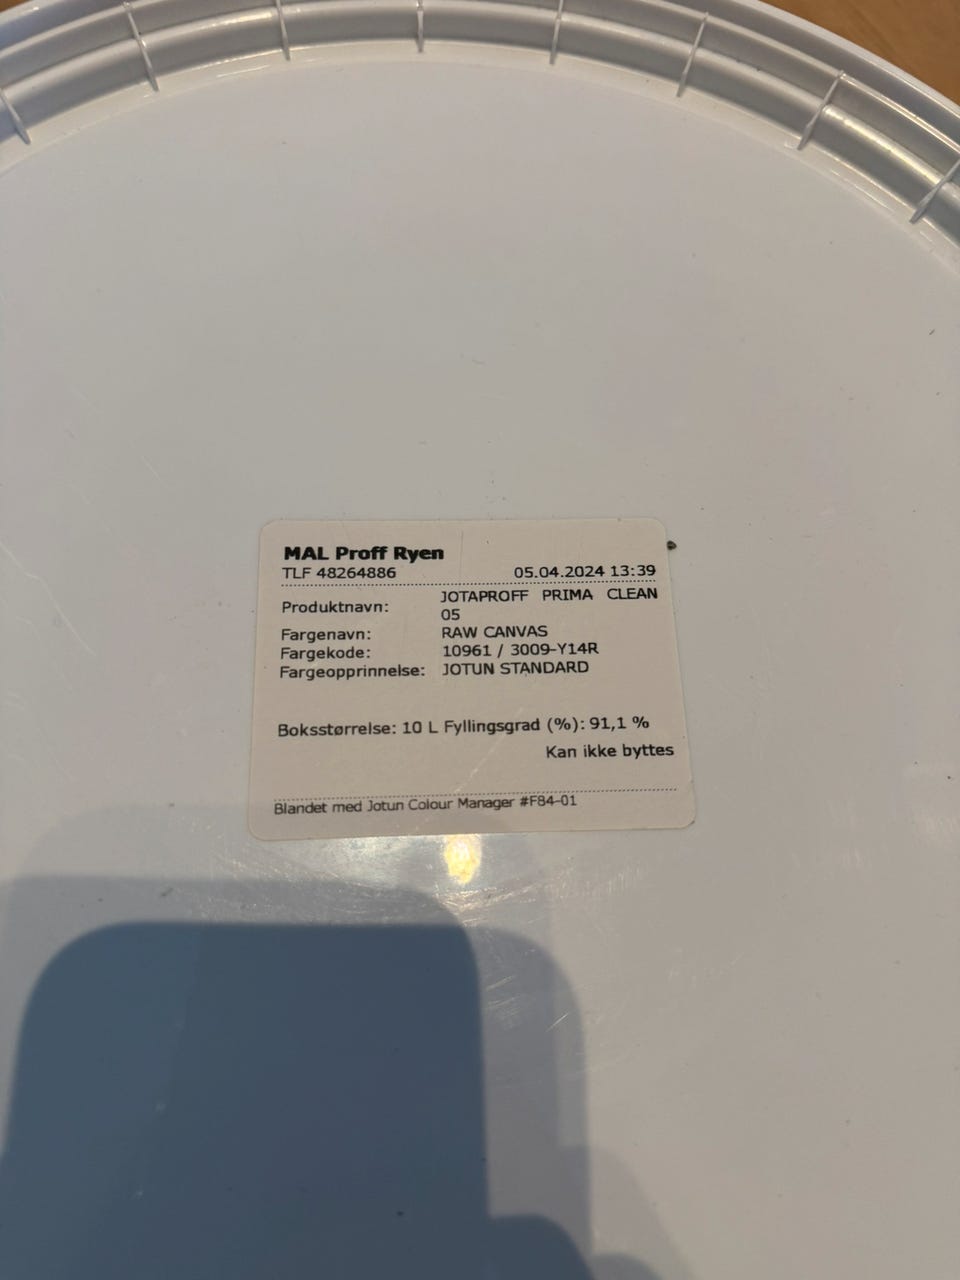 MAL Proff Ryen
TLF 48264886 05.04.2024 13:39
Produktnavn: JOTAPROFF PRIMA CLEAN
05
Fargenavn: RAW CANVAS
Fargekode: 10961 / 3009-Y14R
Fargeopprinnelse: JOTUN STANDARD
Boksstørrelse: 10 L Fyllingsgrad (%): 91,1 %
Kan ikke byttes
Blandet med Jotun Colour Manager #F84-01